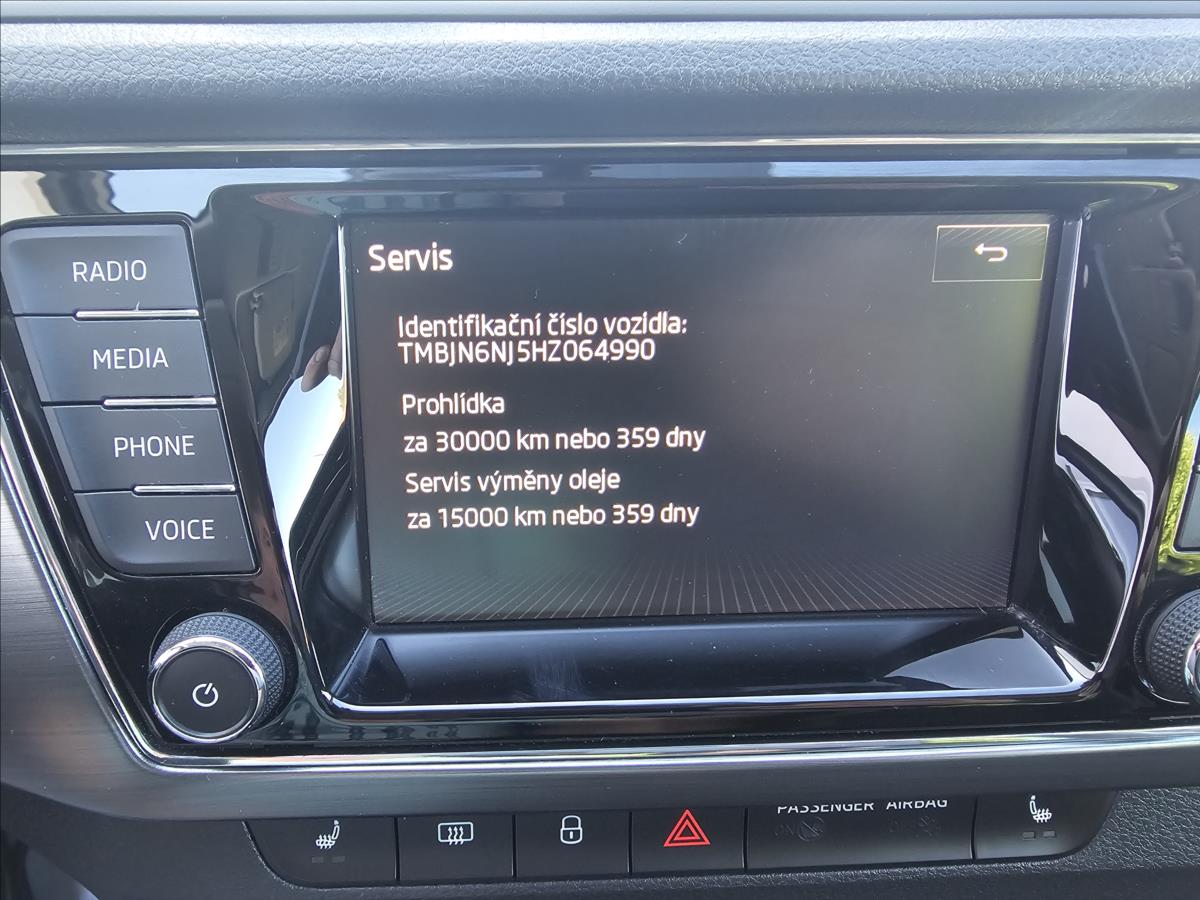 Servis
Identifikační číslo vozidla:
TMBJN6NJ5HZ064990
Prohlídka
za 30000 km nebo 359 dny
Servis výměny oleje
za 15000 km nebo 359 dny
RADIO
MEDIA
PHONE
VOICE
PASSENGER AIRBAG
ON